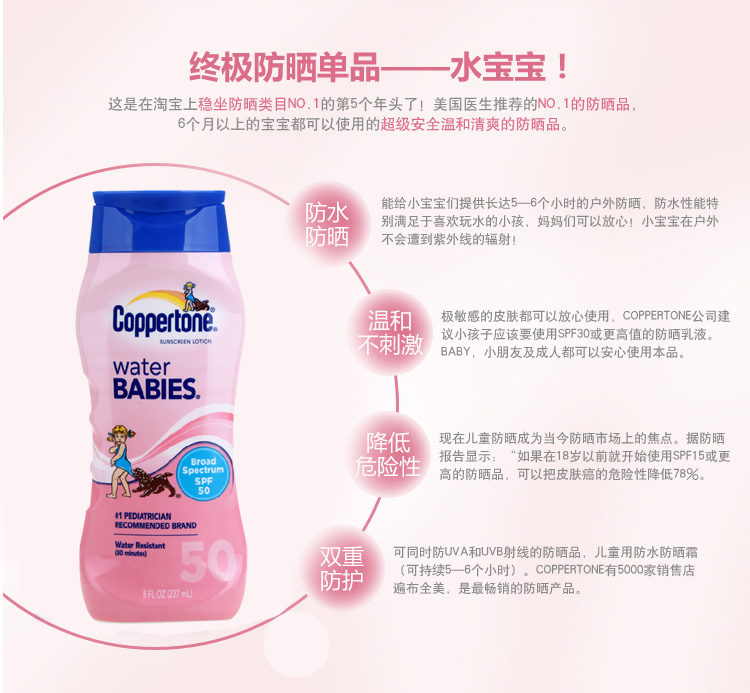 终极防晒单品——水宝宝！
这是在淘宝上稳坐防晒类目NO.1的第5个年头了！美国医生推荐的NO.1的防晒品，
6个月以上的宝宝都可以使用的超级安全温和清爽的防晒品。
防水
防晒
能给小宝宝们提供长达5—6个小时的户外防晒，防水性能特
别满足于喜欢玩水的小孩，妈妈们可以放心！小宝宝在户外
不会遭到紫外线的辐射！
温和
不刺激
极敏感的皮肤都可以放心使用，COPPERTONE公司建
议小孩子应该要使用SPF30或更高值的防晒乳液。
BABY，小朋友及成人都可以安心使用本品。
降低
危险性
现在儿童防晒成为当今防晒市场上的焦点。据防晒
报告显示：“如果在18岁以前就开始使用SPF15或更
高的防晒品，可以把皮肤癌的危险性降低78%。
双重
防护
可同时防UVA和UVB射线的防晒品，儿童用防水防晒霜
（可持续5—6个小时）。COPPERTONE有5000家销售店
遍布全美，是最畅销的防晒产品。
Coppertone®
SUNSCREEN LOTION
water
BABIES®
Broad
Spectrum
SPF
50
#1 PEDIATRICIAN
RECOMMENDED BRAND
Water Resistant
(80 minutes)
50
8 FL OZ (237 mL)